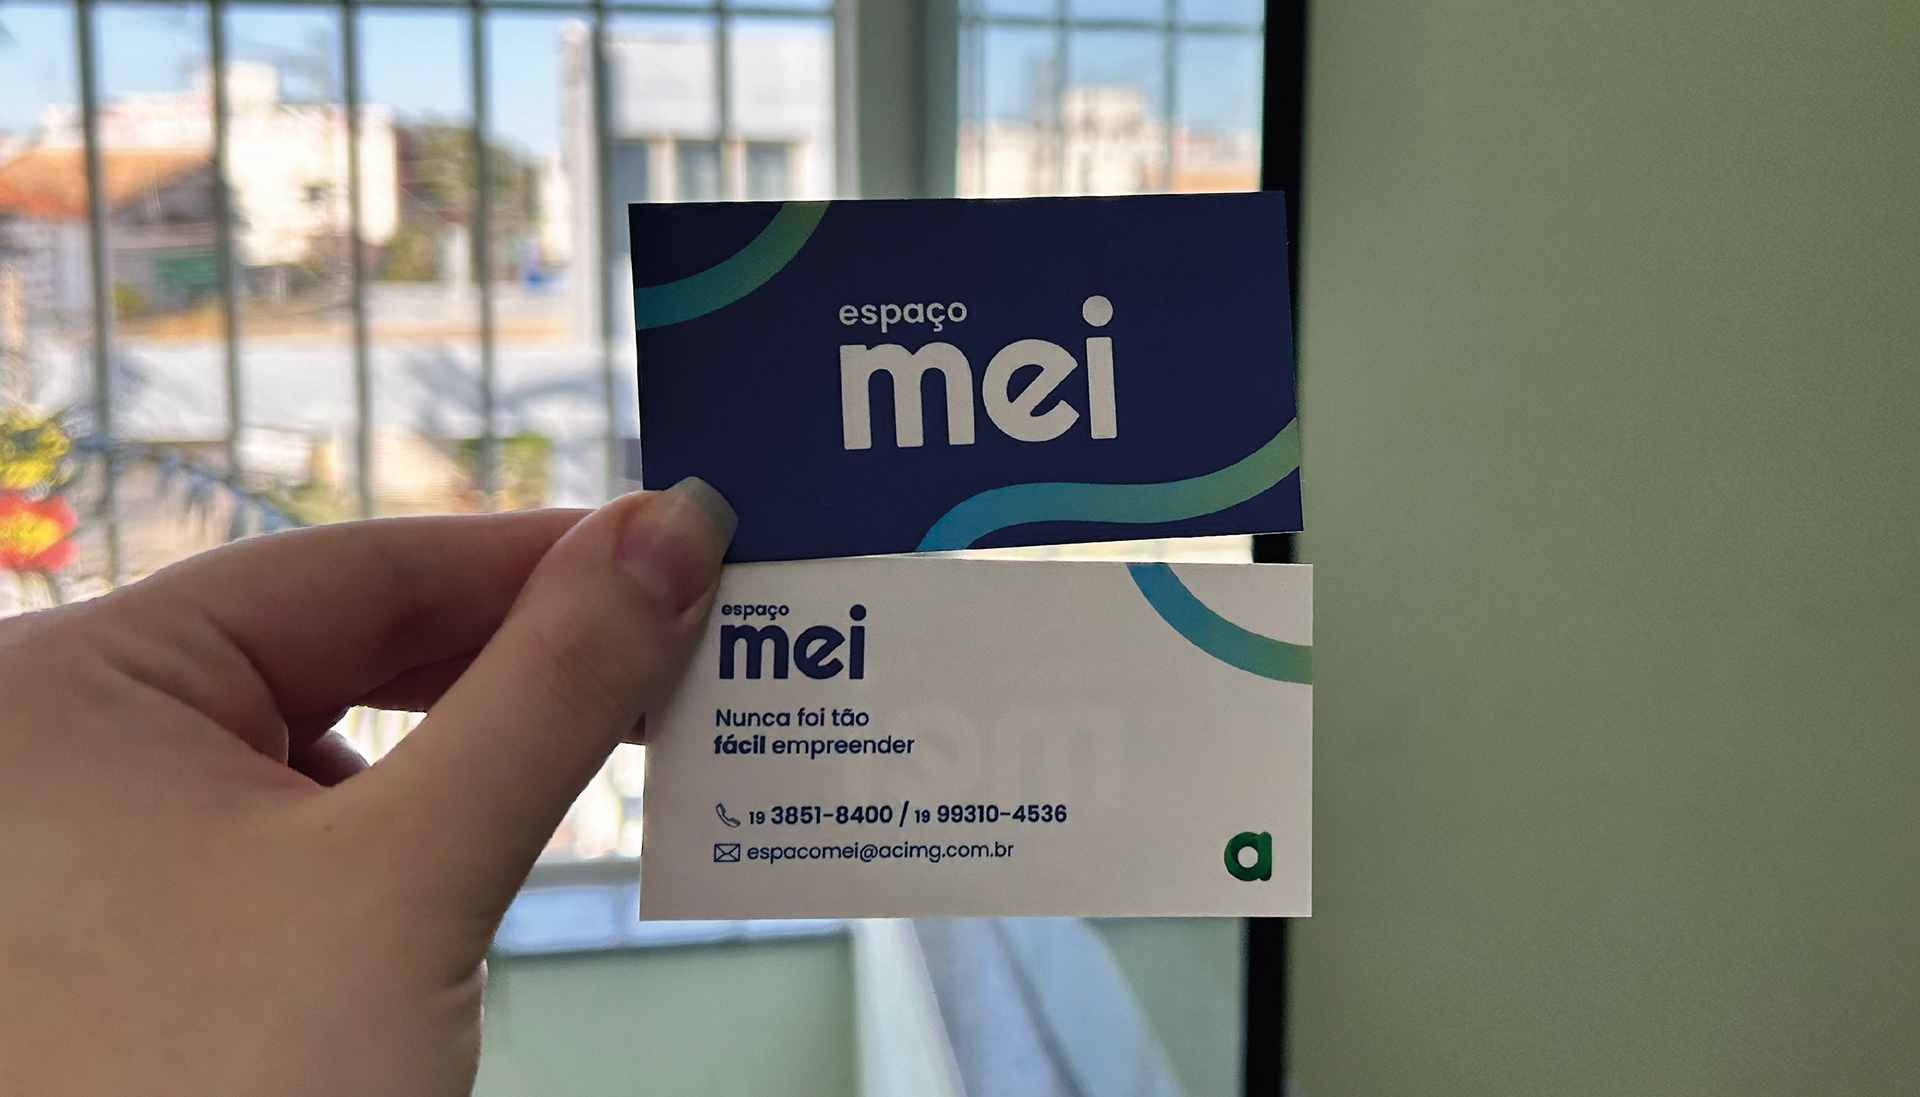 espaço
mei
espaço
mei
Nunca foi tão
fácil empreender
19 3851-8400 / 19 99310-4536
espacomei@acimg.com.br
a